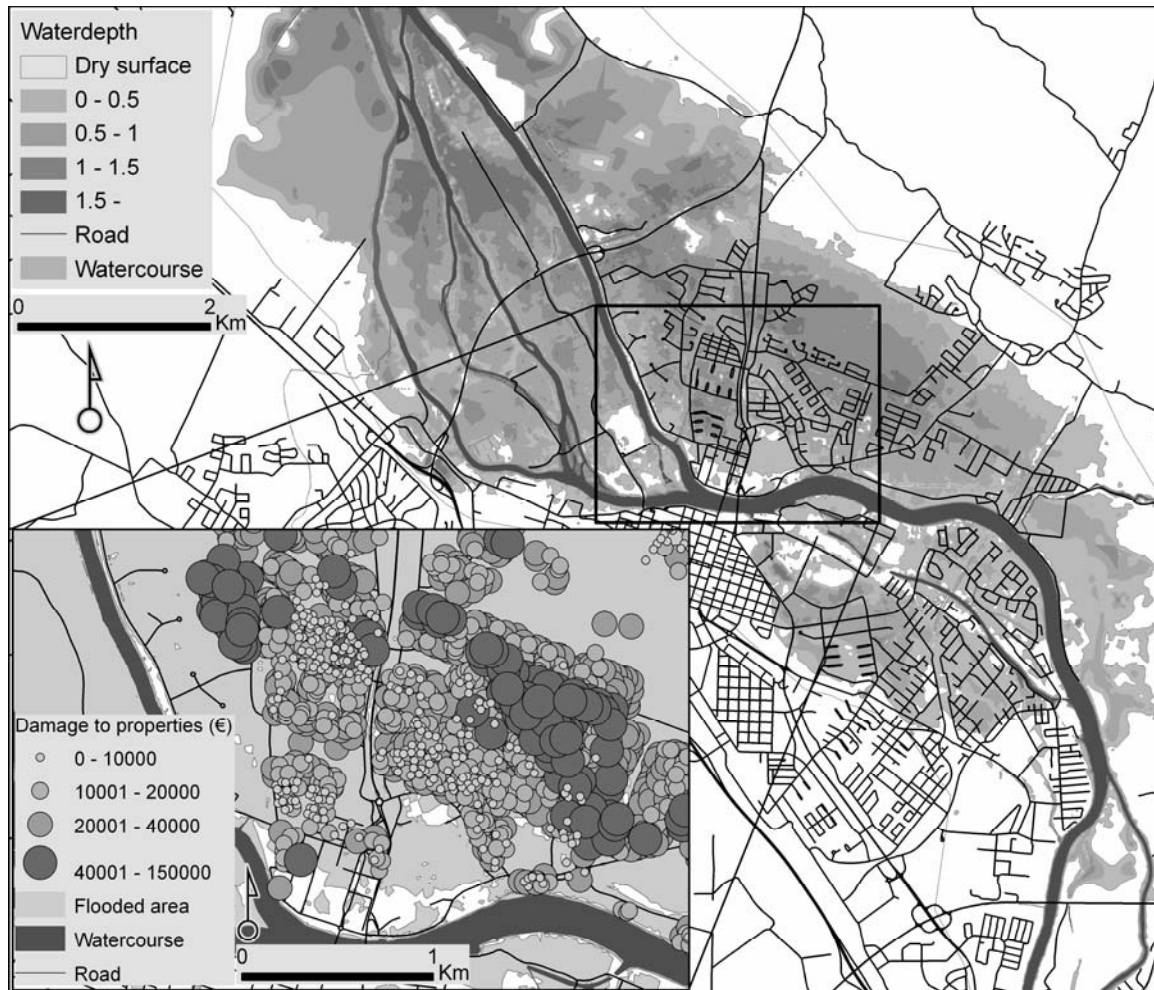 Waterdepth
Dry surface
0 - 0.5
0.5 - 1
1 - 1.5
1.5 -
Road
Watercourse
0 2
Km
Damage to properties (€)
0 - 10000
10001 - 20000
20001 - 40000
40001 - 150000
Flooded area
Watercourse
Road
0 1
Km